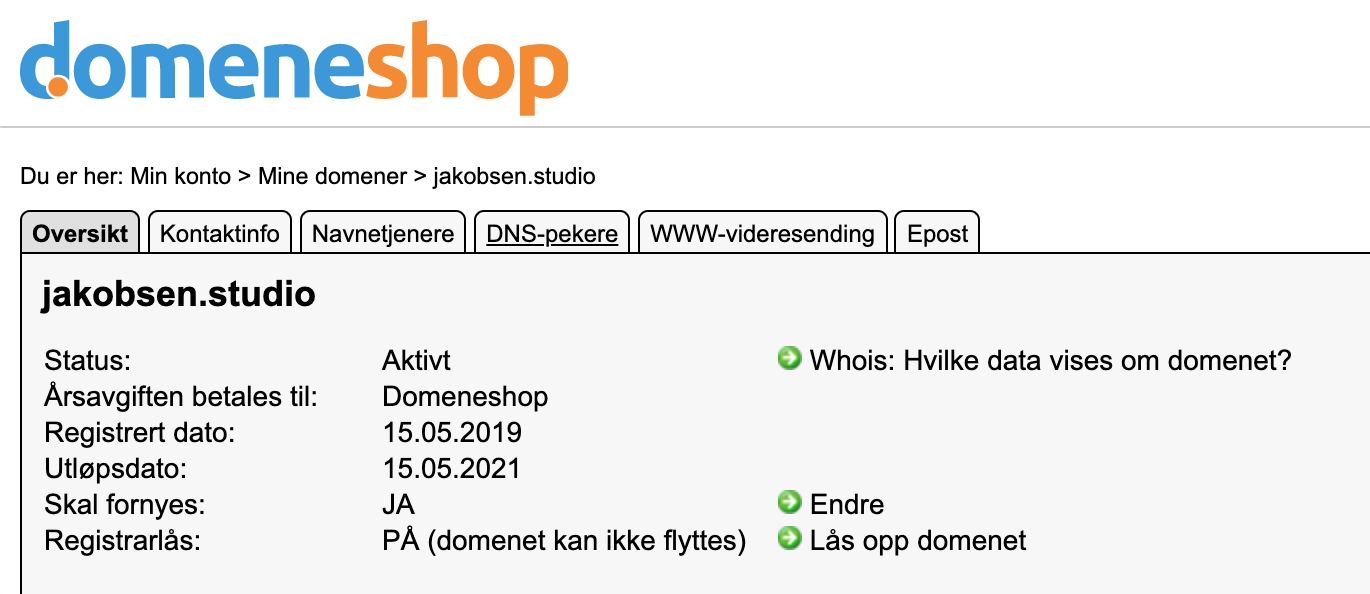 domeneshop
Du er her: Min konto > Mine domener > jakobsen.studio
Oversikt Kontaktinfo Navnetjenere DNS-pekere WWW-videresending Epost
jakobsen.studio
Status: Aktivt Whois: Hvilke data vises om domenet?
Årsavgiften betales til: Domeneshop
Registrert dato: 15.05.2019
Utløpsdato: 15.05.2021
Skal fornyes: JA Endre
Registrarlås: PÅ (domenet kan ikke flyttes) Lås opp domenet